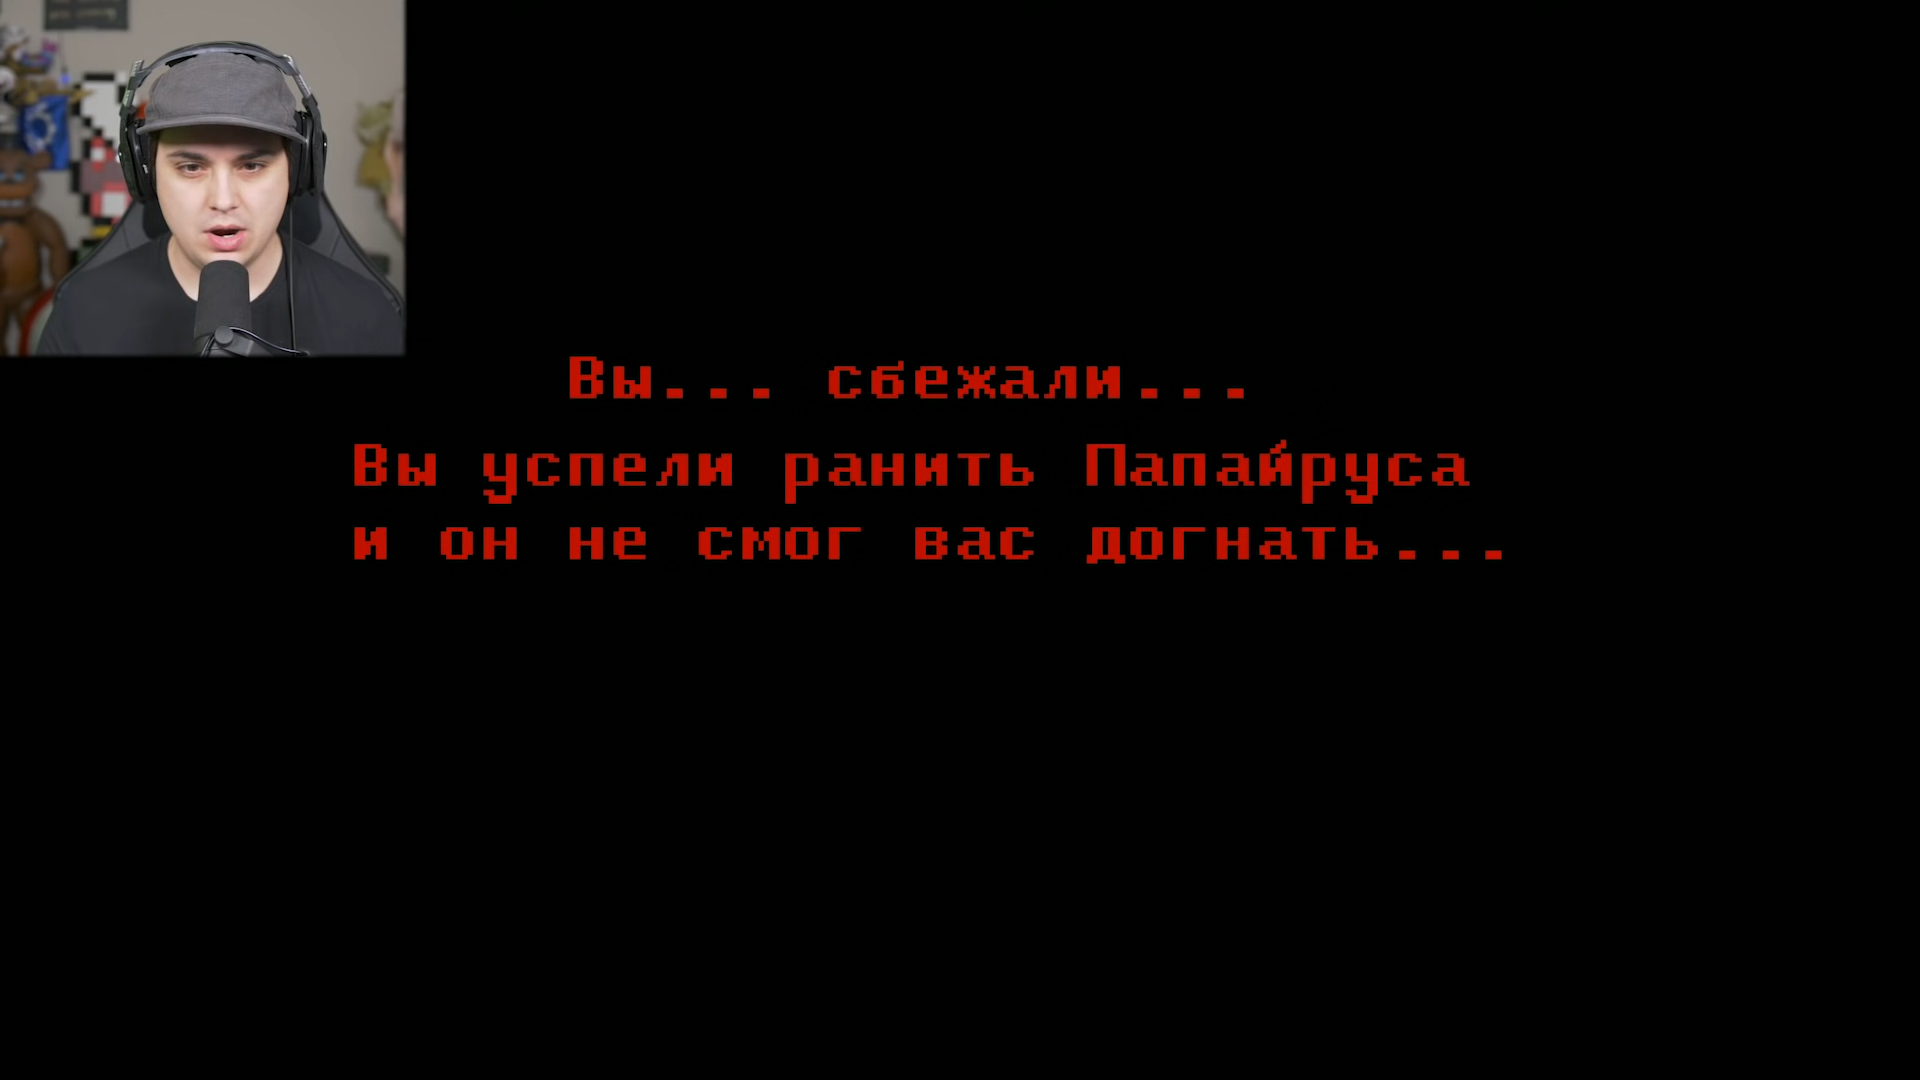 Вы... сбежали...
Вы успели ранить Папайруса
и он не смог вас догнать...